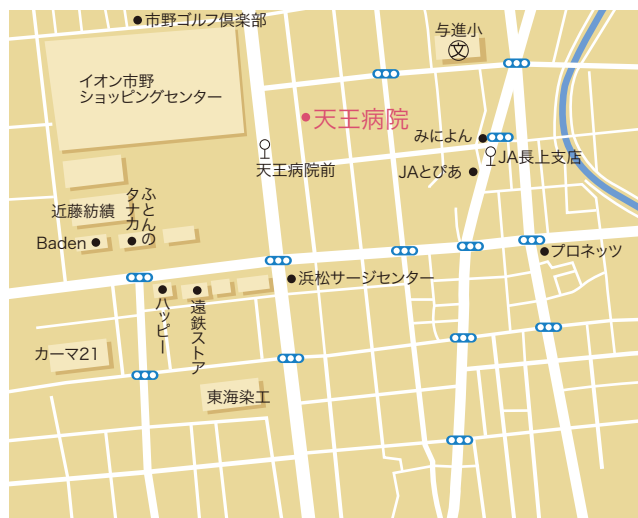 市野ゴルフ倶楽部
与進小
文
イオン市野
ショッピングセンター
天王病院
みによん
JA長上支店
天王病院前
JAとぴあ
近藤紡績
ふとんの
タナカ
Baden
プロネッツ
浜松サージセンター
ハッピー
遠鉄ストア
カーマ21
東海染工